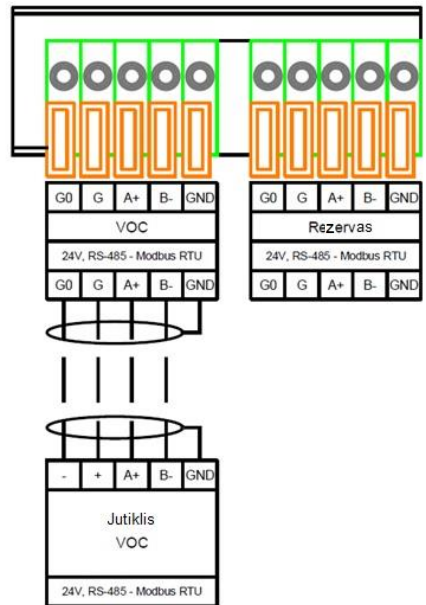 G0 G A+ B- GND
VOC
24V, RS-485 - Modbus RTU
G0 G A+ B- GND
G0 G A+ B- GND
Rezervas
24V, RS-485 - Modbus RTU
G0 G A+ B- GND
- + A+ B- GND
Jutiklis
VOC
24V, RS-485 - Modbus RTU